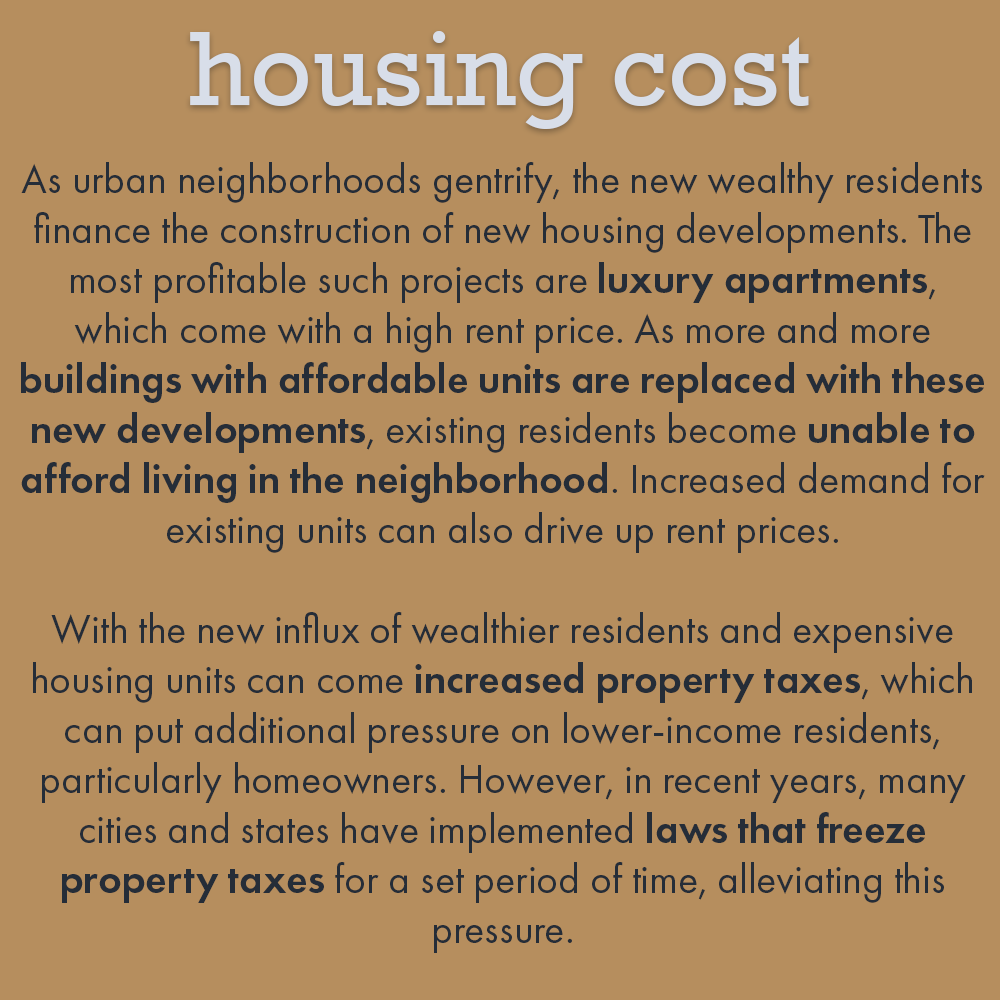 housing cost
As urban neighborhoods gentrify, the new wealthy residents
finance the construction of new housing developments. The
most profitable such projects are luxury apartments,
which come with a high rent price. As more and more
buildings with affordable units are replaced with these
new developments, existing residents become unable to
afford living in the neighborhood. Increased demand for
existing units can also drive up rent prices.
With the new influx of wealthier residents and expensive
housing units can come increased property taxes, which
can put additional pressure on lower-income residents,
particularly homeowners. However, in recent years, many
cities and states have implemented laws that freeze
property taxes for a set period of time, alleviating this
pressure.